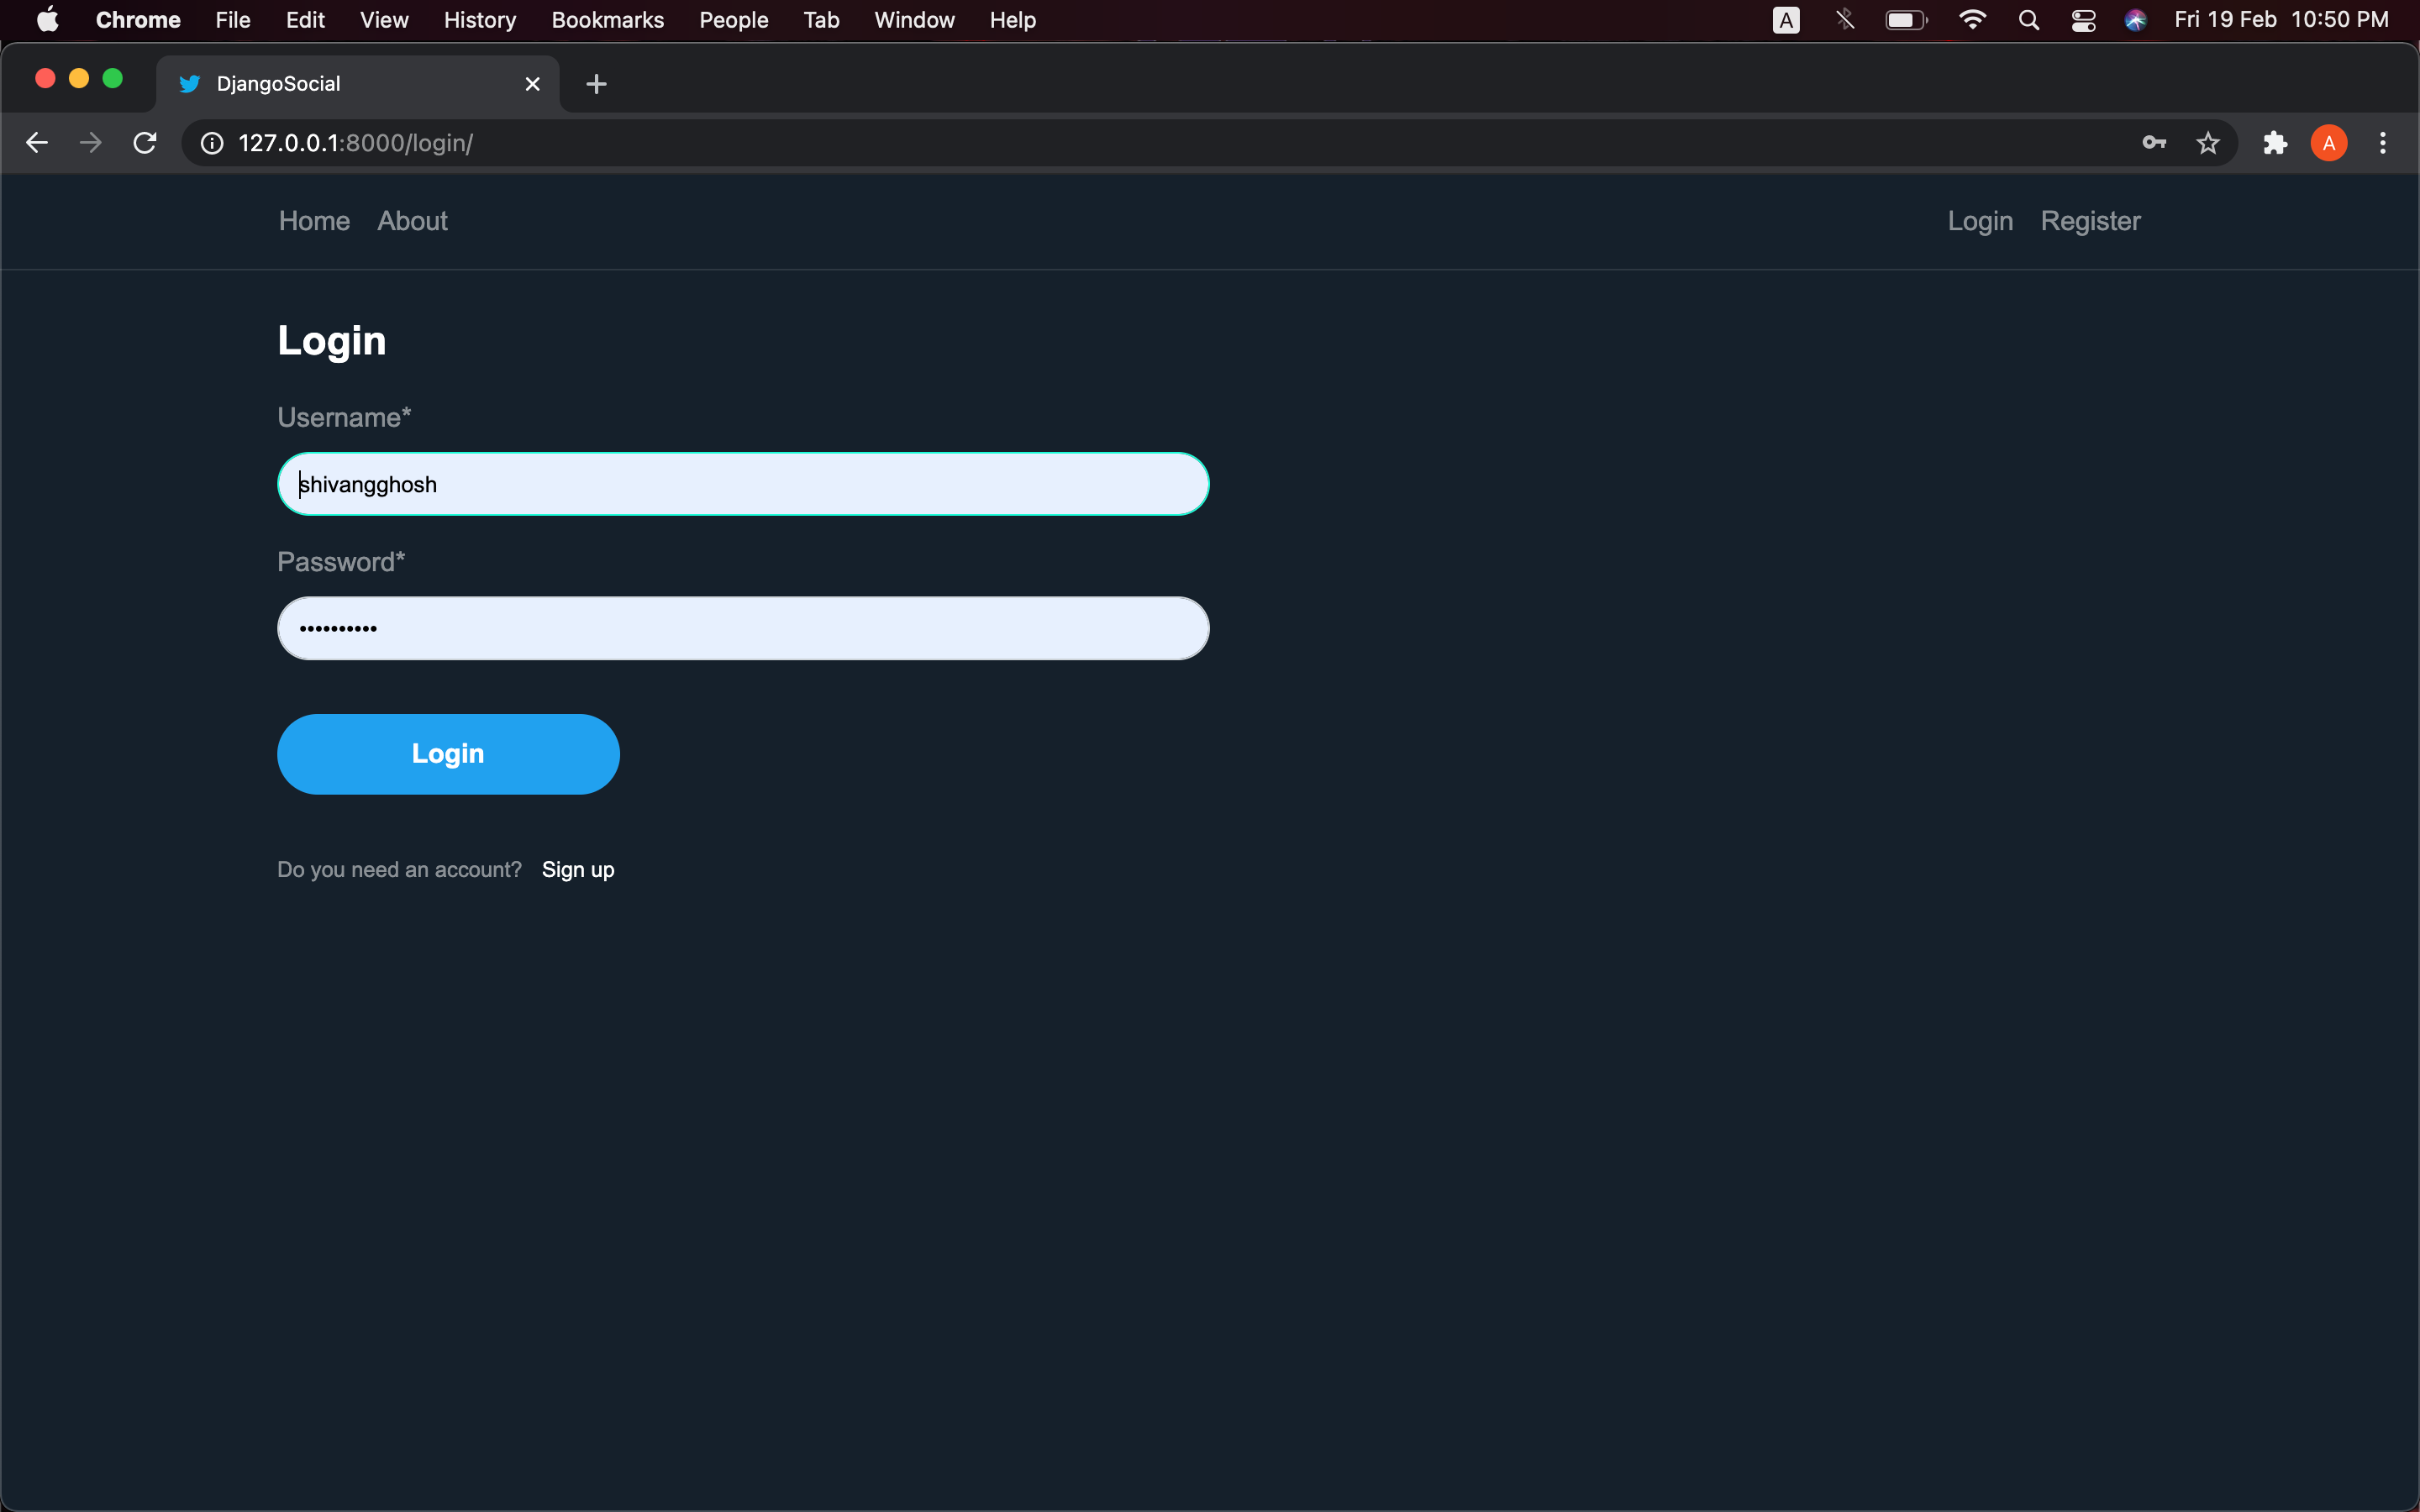 Chrome File Edit View History Bookmarks People Tab Window Help A Fri 19 Feb 10:50 PM
DjangoSocial
127.0.0.1:8000/login/ A
Home About Login Register
Login
Username*
shivangghosh
Password*
••••••••••
Login
Do you need an account? Sign up